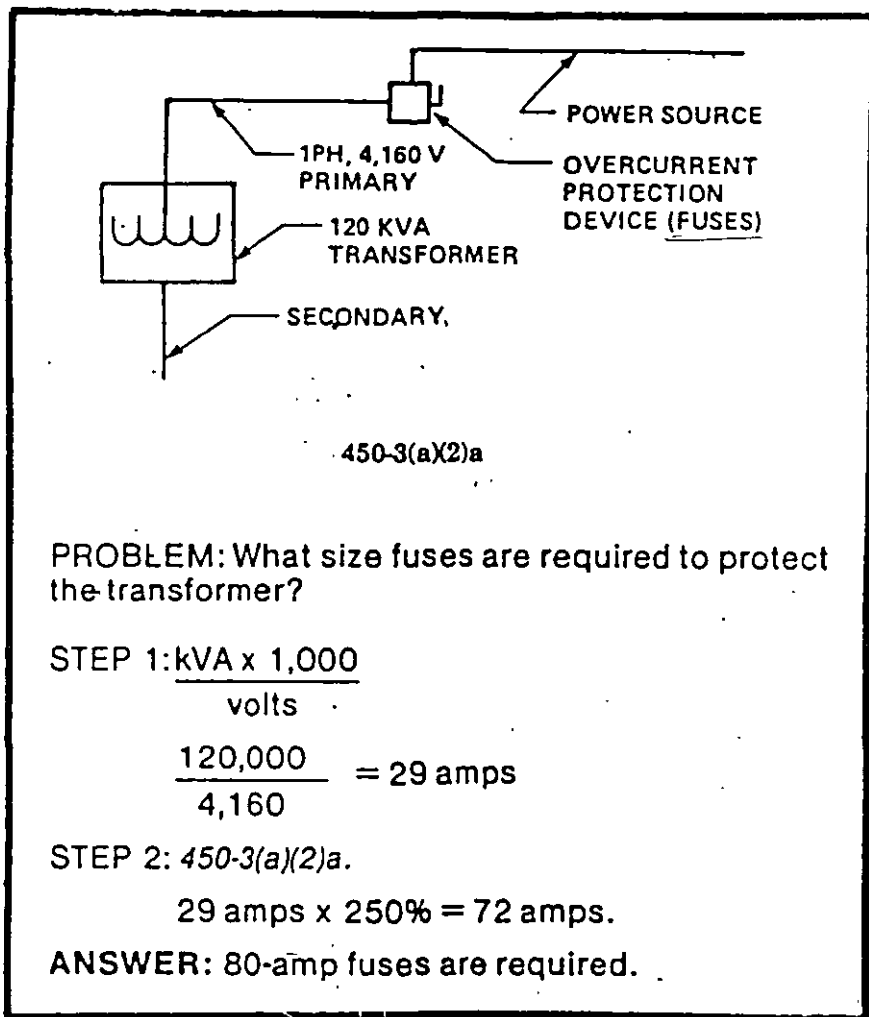 POWER SOURCE
1PH, 4,160 V
PRIMARY
OVERCURRENT
PROTECTION
DEVICE (FUSES)
120 KVA
TRANSFORMER
SECONDARY.
450-3(a)(2)a
PROBLEM: What size fuses are required to protect
the transformer?
STEP 1: kVA x 1,000
volts
120,000
4,160
= 29 amps
STEP 2: 450-3(a)(2)a.
29 amps x 250% = 72 amps.
ANSWER: 80-amp fuses are required.